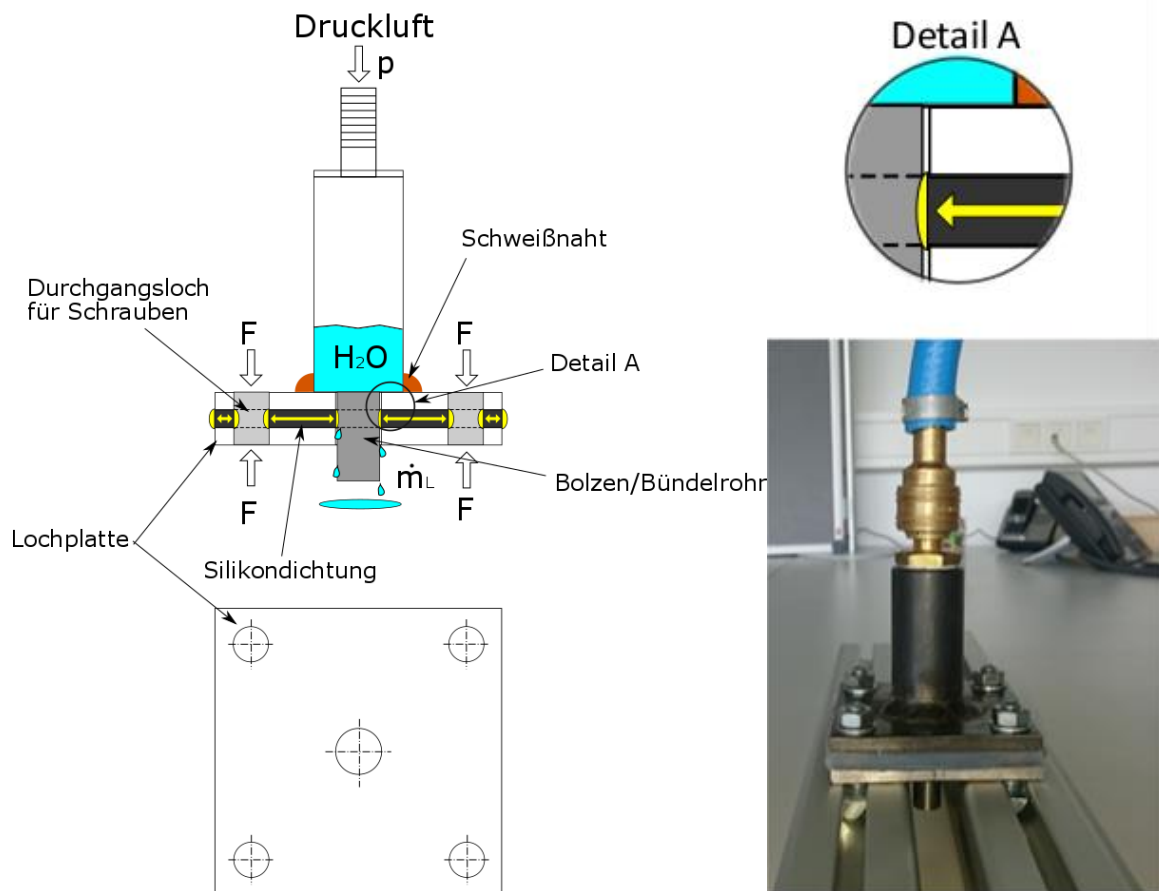 Druckluft
p
Detail A
Schweißnaht
Durchgangsloch
für Schrauben
F
F
H₂O
Detail A
ṁL
Bolzen/Bündelrohr
F
F
Lochplatte
Silikondichtung